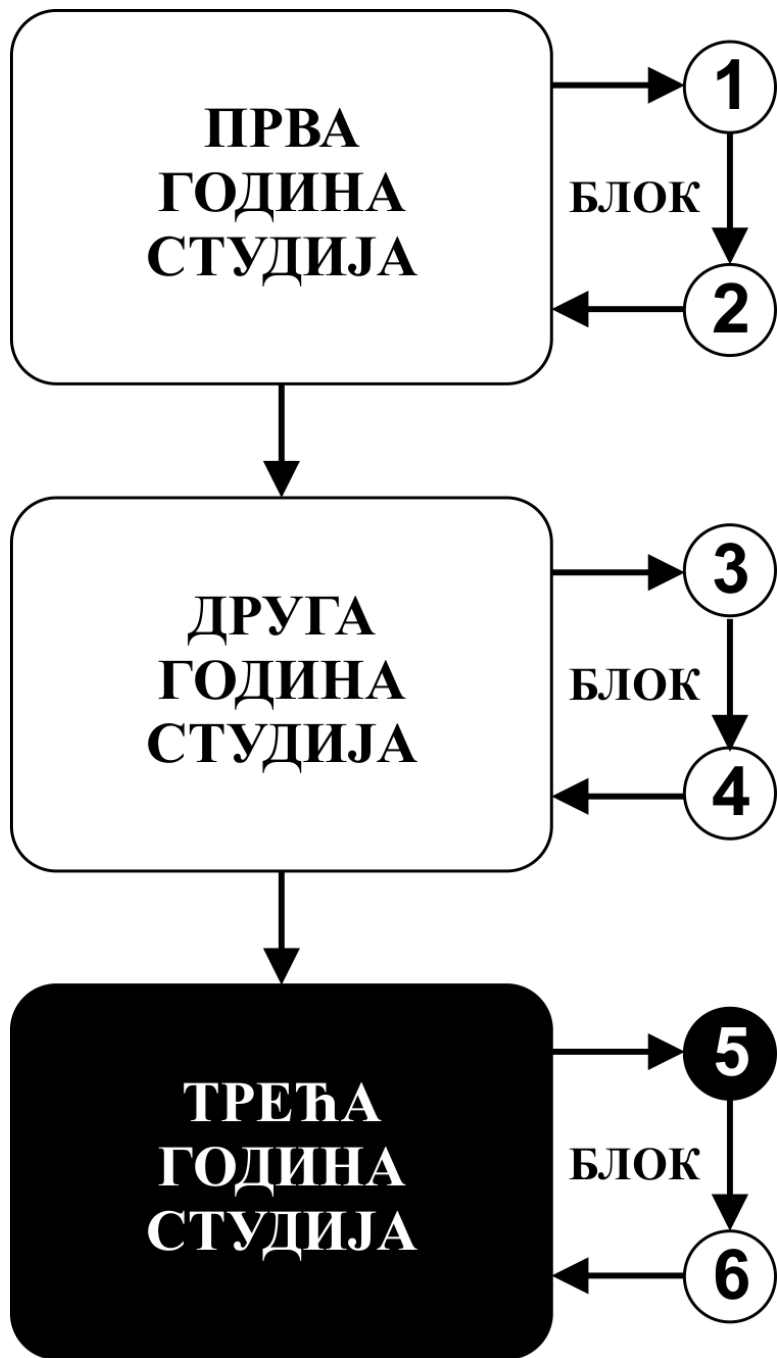 ПРВА
ГОДИНА
СТУДИЈА
1
БЛОК
2
ДРУГА
ГОДИНА
СТУДИЈА
3
БЛОК
4
ТРЕЋА
ГОДИНА
СТУДИЈА
5
БЛОК
6